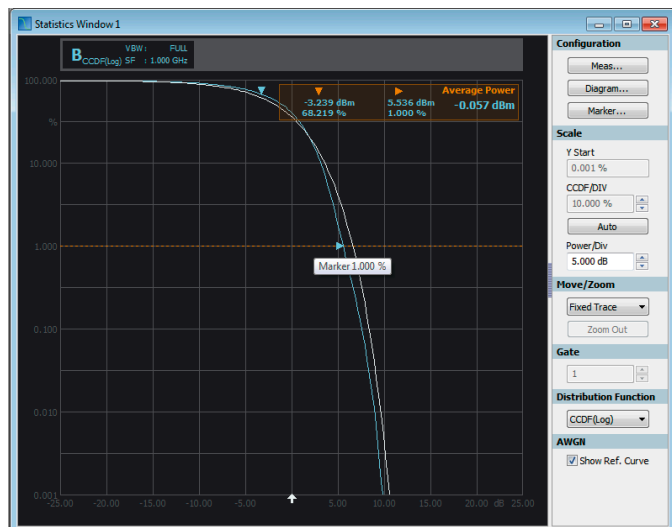 Statistics Window 1
B CCDF(Log)
VBW: FULL
SF : 1.000 GHz
Average Power
-3.239 dBm
68.219 %
5.536 dBm
1.000 %
-0.057 dBm
100.000
%
10.000
1.000
0.100
0.010
0.001
Marker 1.000 %
-25.00 -20.00 -15.00 -10.00 5.00 10.00 15.00 20.00 dB 25.00
Configuration
Meas...
Diagram...
Marker...
Scale
Y Start
0.001 %
CCDF/DIV
10.000 %
Auto
Power/Div
5.000 dB
Move/Zoom
Fixed Trace
Zoom Out
Gate
1
Distribution Function
CCDF(Log)
AWGN
Show Ref. Curve